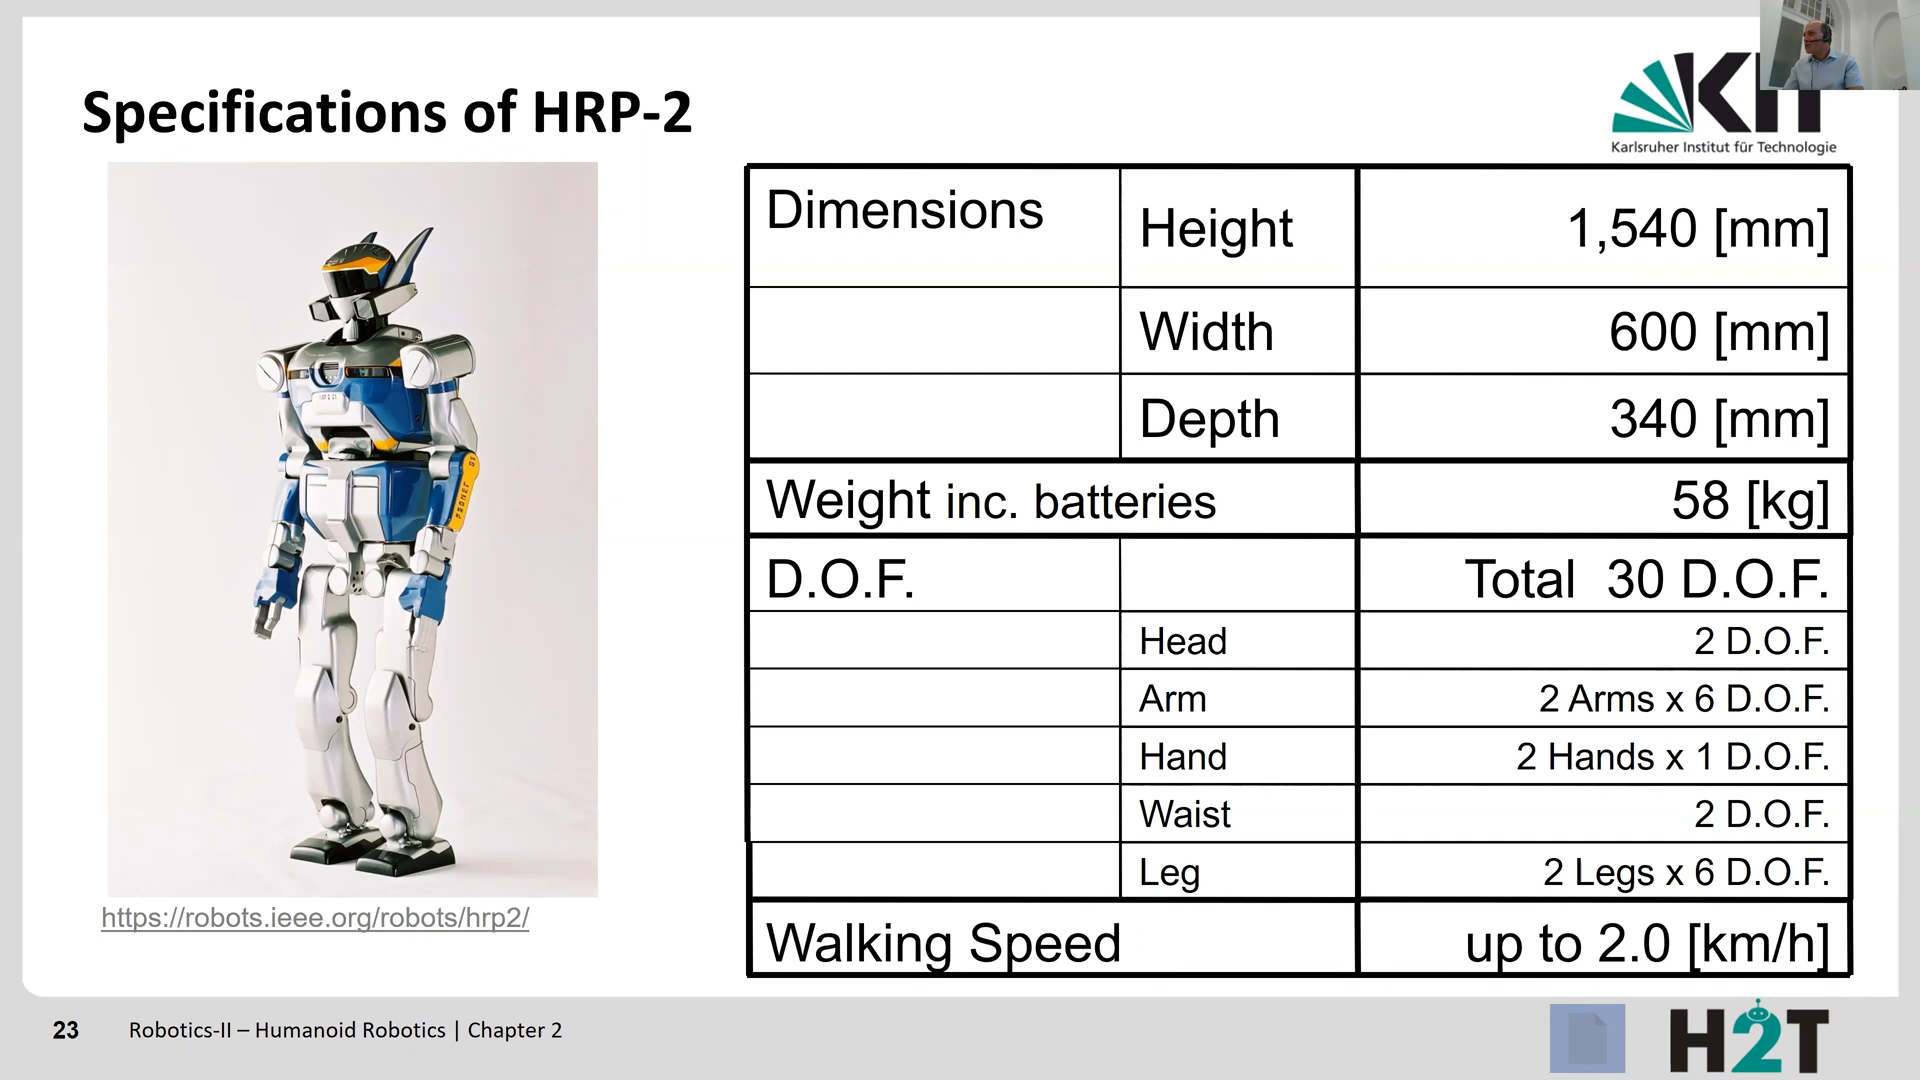 Specifications of HRP-2
KIT
Karlsruher Institut für Technologie
Dimensions Height 1,540 [mm]
Width 600 [mm]
Depth 340 [mm]
Weight inc. batteries 58 [kg]
D.O.F. Total 30 D.O.F.
Head 2 D.O.F.
Arm 2 Arms x 6 D.O.F.
Hand 2 Hands x 1 D.O.F.
Waist 2 D.O.F.
Leg 2 Legs x 6 D.O.F.
Walking Speed up to 2.0 [km/h]
https://robots.ieee.org/robots/hrp2/
23 Robotics-II – Humanoid Robotics | Chapter 2
H2T